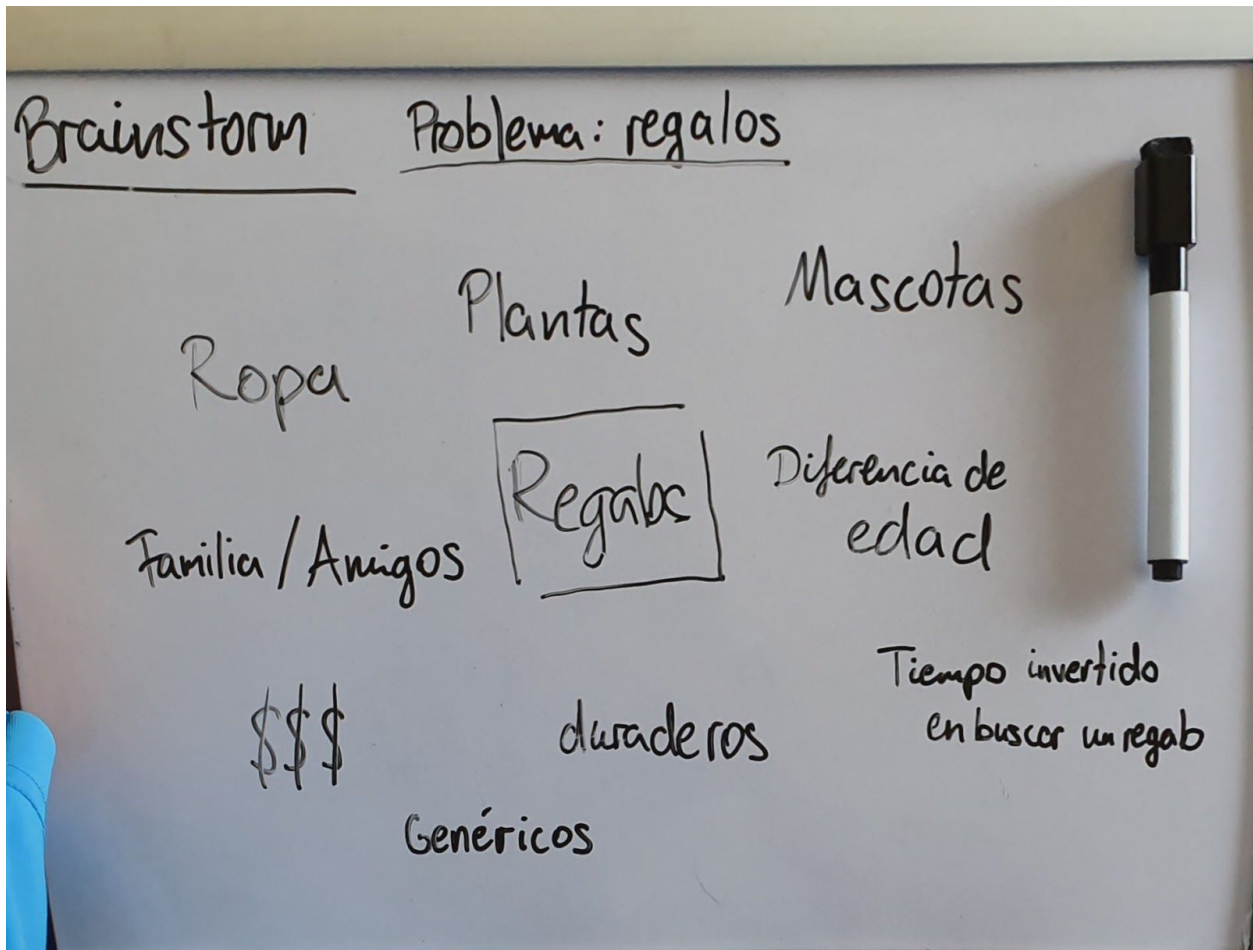 Brainstorm
Problema: regalos
Mascotas
Plantas
Ropa
Regalos
Diferencia de
edad
Familia / Amigos
Tiempo invertido
en buscar un regalo
$$$
duraderos
Genéricos